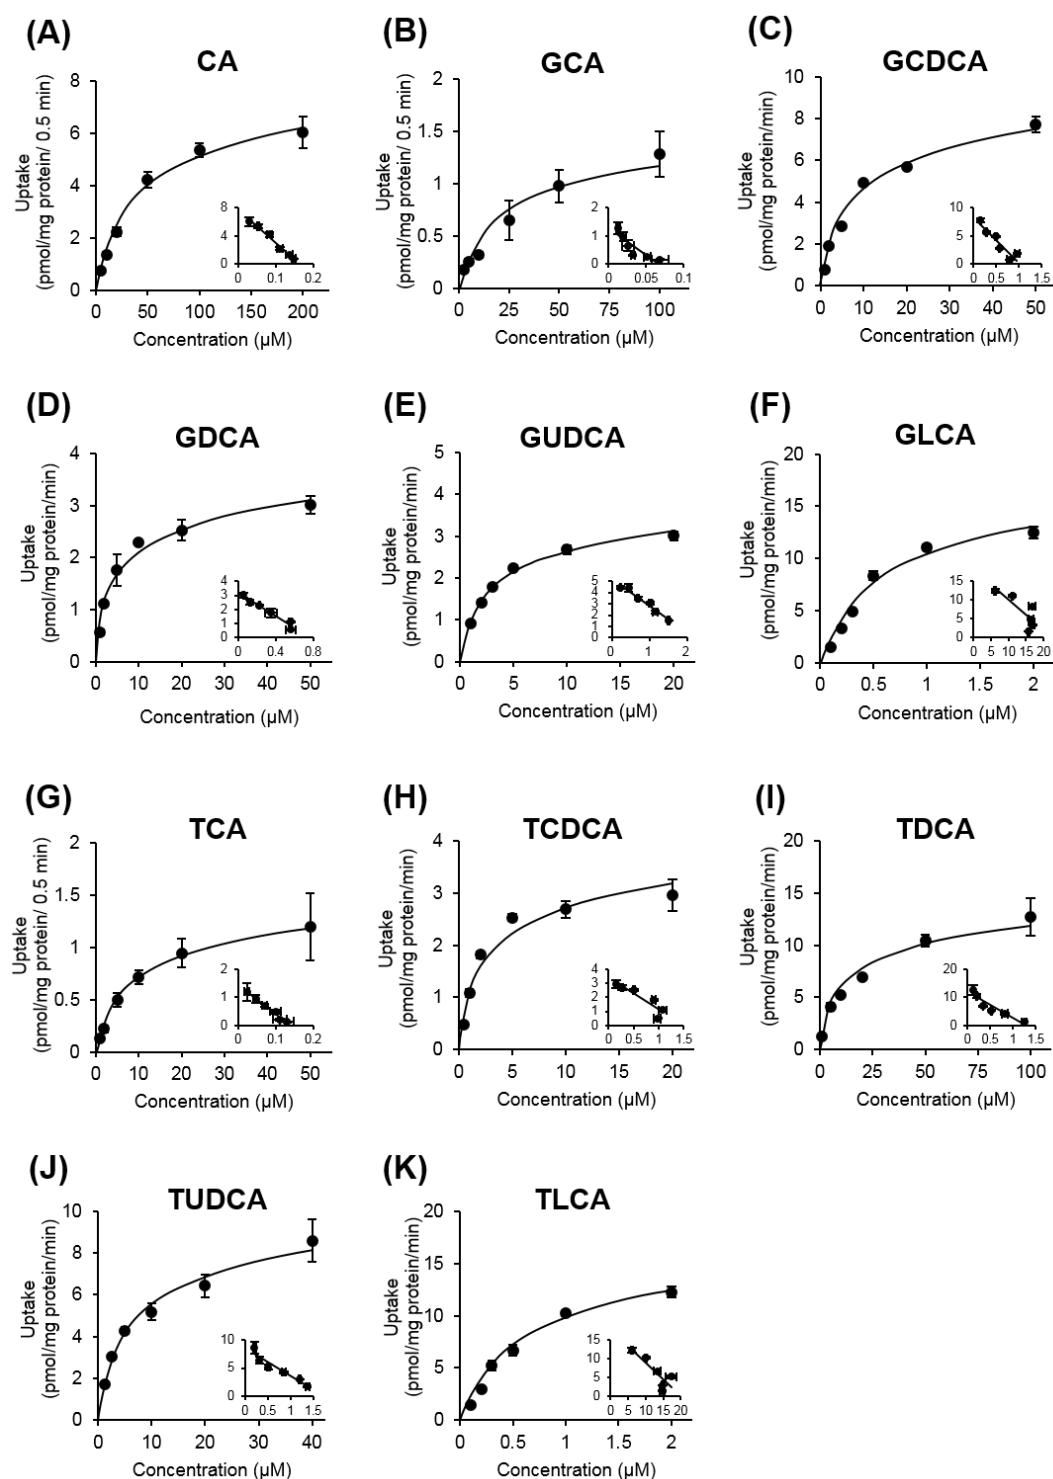 (A)
CA
Uptake
(pmol/mg protein/ 0.5 min)
8
6
4
2
0
0 50 100 150 200
Concentration (µM)
8
4
0
0 0.1 0.2
(B)
GCA
Uptake
(pmol/mg protein/ 0.5 min)
2
1.5
1
0.5
0
0 25 50 75 100
Concentration (µM)
2
1
0
0 0.05 0.1
(C)
GCDCA
Uptake
(pmol/mg protein/min)
10
8
6
4
2
0
0 10 20 30 40 50
Concentration (µM)
10
5
0
0 0.5 1 1.5
(D)
GDCA
Uptake
(pmol/mg protein/min)
4
3
2
1
0
0 10 20 30 40 50
Concentration (µM)
4
3
2
1
0
0 0.4 0.8
(E)
GUDCA
Uptake
(pmol/mg protein/min)
5
4
3
2
1
0
0 5 10 15 20
Concentration (µM)
5
4
3
2
1
0
0 1 2
(F)
GLCA
Uptake
(pmol/mg protein/min)
20
15
10
5
0
0 0.5 1 1.5 2
Concentration (µM)
15
10
5
0
0 5 10 15 20
(G)
TCA
Uptake
(pmol/mg protein/ 0.5 min)
2
1.5
1
0.5
0
0 10 20 30 40 50
Concentration (µM)
2
1
0
0 0.1 0.2
(H)
TCDCA
Uptake
(pmol/mg protein/min)
4
3
2
1
0
0 5 10 15 20
Concentration (µM)
4
3
2
1
0
0 0.5 1 1.5
(I)
TDCA
Uptake
(pmol/mg protein/min)
20
15
10
5
0
0 25 50 75 100
Concentration (µM)
20
10
0
0 0.5 1 1.5
(J)
TUDCA
Uptake
(pmol/mg protein/min)
10
8
6
4
2
0
0 10 20 30 40
Concentration (µM)
10
5
0
0 0.5 1 1.5
(K)
TLCA
Uptake
(pmol/mg protein/min)
20
15
10
5
0
0 0.5 1 1.5 2
Concentration (µM)
15
10
5
0
0 5 10 15 20